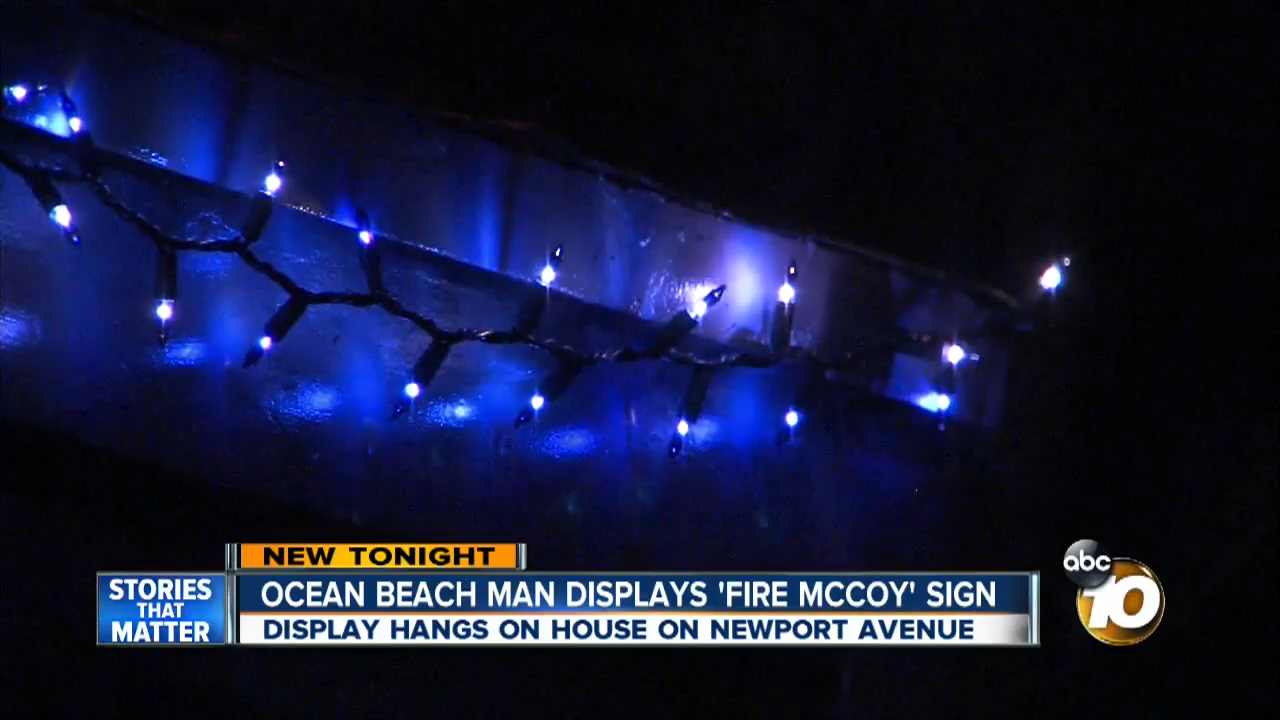 NEW TONIGHT
STORIES
THAT
MATTER
OCEAN BEACH MAN DISPLAYS 'FIRE MCCOY' SIGN
DISPLAY HANGS ON HOUSE ON NEWPORT AVENUE
abc
10